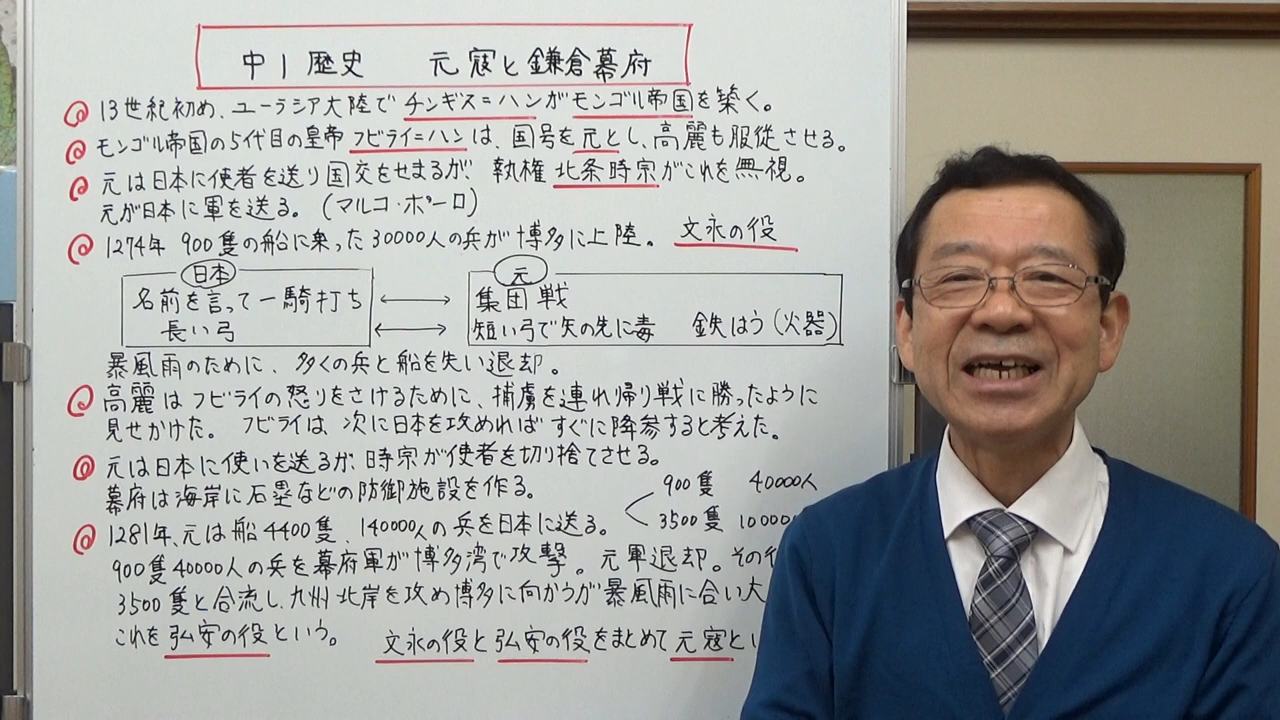 中1歴史 元寇と鎌倉幕府
13世紀初め、ユーラシア大陸でチンギス=ハンがモンゴル帝国を築く。
モンゴル帝国の5代目の皇帝フビライ=ハンは、国号を元とし、高麗も服従させる。
元は日本に使者を送り国交をせまるが、執権北条時宗がこれを無視。
元が日本に軍を送る。(マルコ・ポーロ)
1274年 900隻の船に乗った30000人の兵が博多に上陸。 文永の役
日本
名前を言って一騎打ち
長い弓
元
集団戦
短い弓で矢の先に毒 鉄はう(火器)
暴風雨のために、多くの兵と船を失い退却。
高麗はフビライの怒りをさけるために、捕虜を連れ帰り戦に勝ったように
見せかけた。 フビライは、次に日本を攻めればすぐに降参すると考えた。
元は日本に使いを送るが、時宗が使者を切り捨てさせる。
幕府は海岸に石塁などの防御施設を作る。
900隻 40000人
3500隻 10000
1281年、元は船4400隻、140000人の兵を日本に送る。
900隻40000人の兵を幕府軍が博多湾で攻撃。元軍退却。その
3500隻と合流し、九州北岸を攻め博多に向かうが暴風雨に合い大
これを弘安の役という。 文永の役と弘安の役をまとめて元寇とい